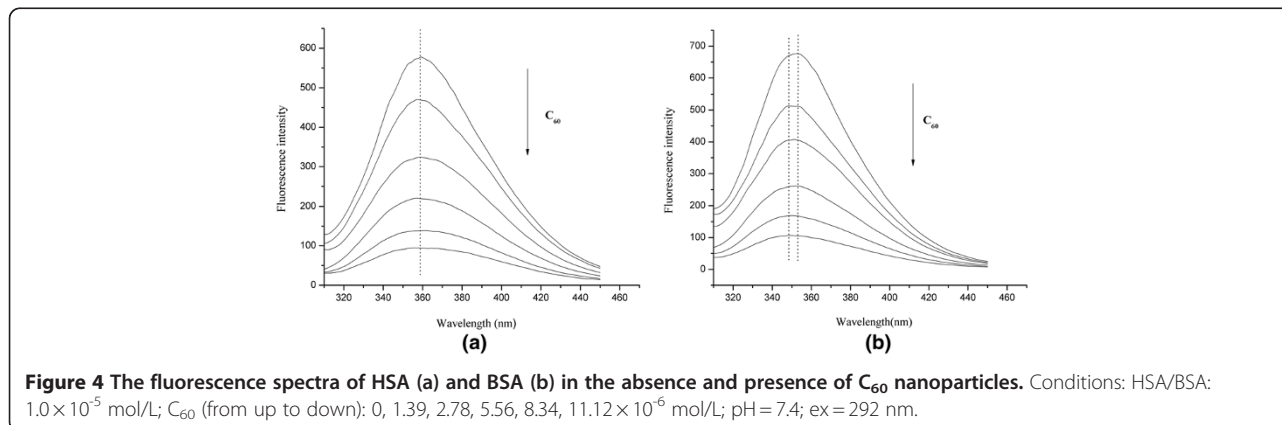 600
500
400
300
200
100
0
Fluorescence intensity
C60
320 340 360 380 400 420 440 460
Wavelength (nm)
(a)
700
600
500
400
300
200
100
0
Fluorescence intensity
C60
320 340 360 380 400 420 440 460
Wavelength(nm)
(b)
Figure 4 The fluorescence spectra of HSA (a) and BSA (b) in the absence and presence of C60 nanoparticles. Conditions: HSA/BSA:
1.0 × 10-5 mol/L; C60 (from up to down): 0, 1.39, 2.78, 5.56, 8.34, 11.12 × 10-6 mol/L; pH = 7.4; ex = 292 nm.